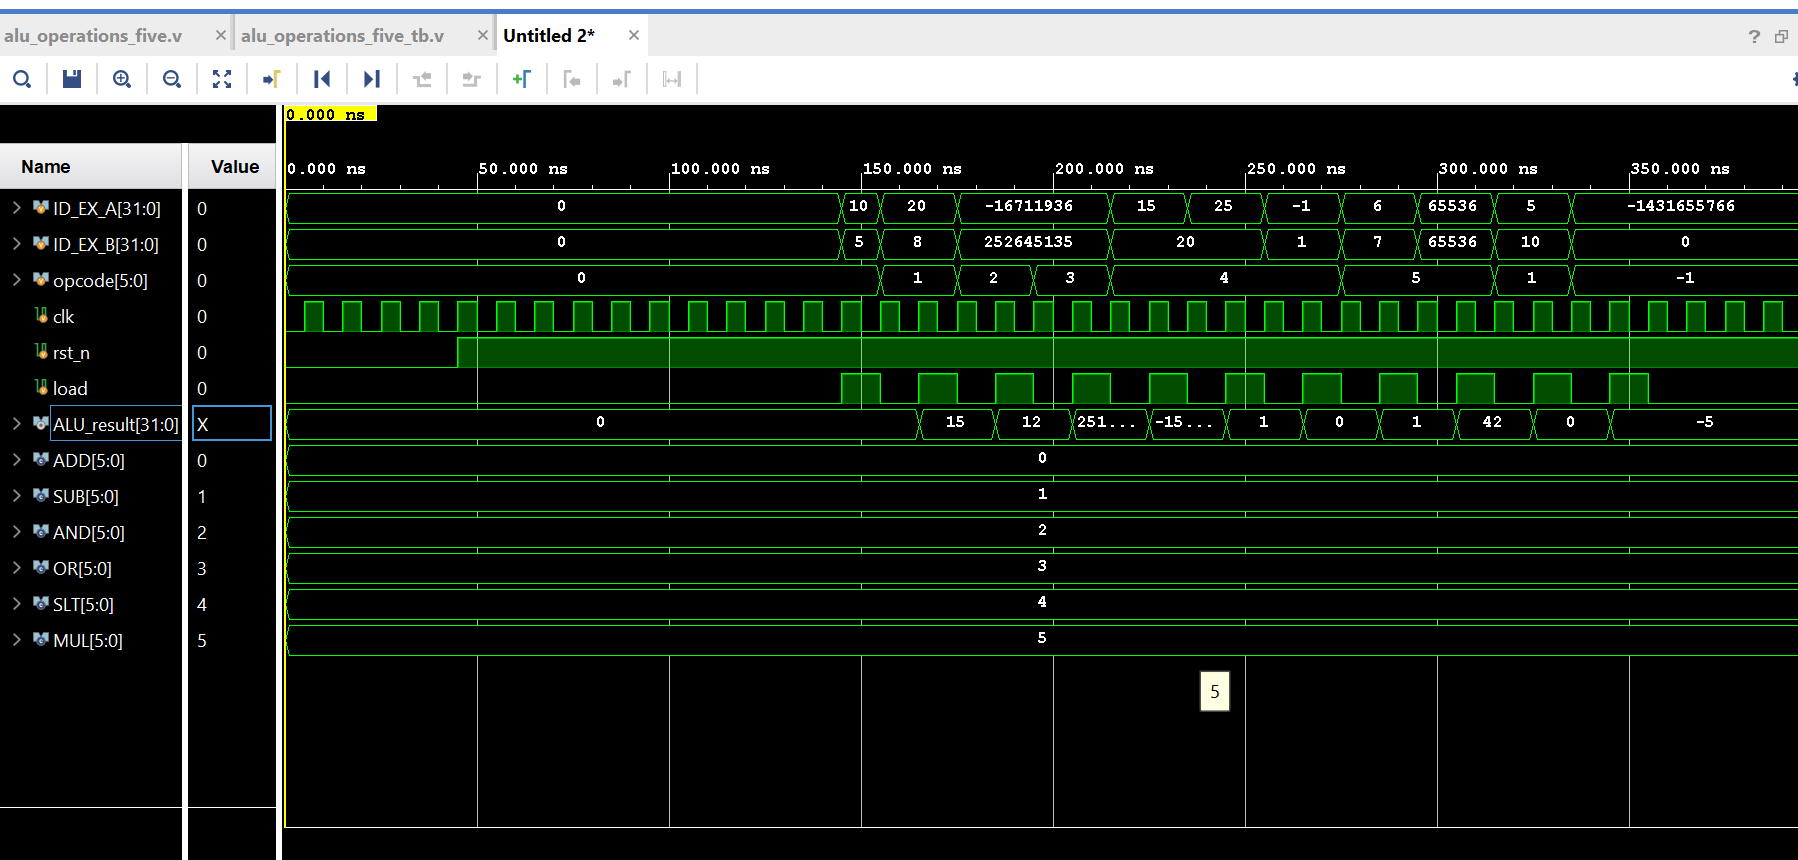 alu_operations_five.v × alu_operations_five_tb.v × Untitled 2* × ?
0.000 ns
Name Value 0.000 ns 50.000 ns 100.000 ns 150.000 ns 200.000 ns 250.000 ns 300.000 ns 350.000 ns
ID_EX_A[31:0] 0 0 10 20 -16711936 15 25 -1 6 65536 5 -1431655766
ID_EX_B[31:0] 0 0 5 8 252645135 20 1 7 65536 10 0
opcode[5:0] 0 0 1 2 3 4 5 1 -1
clk 0
rst_n 0
load 0
ALU_result[31:0] X 0 15 12 251... -15... 1 0 1 42 0 -5
ADD[5:0] 0 0
SUB[5:0] 1 1
AND[5:0] 2 2
OR[5:0] 3 3
SLT[5:0] 4 4
MUL[5:0] 5 5
5